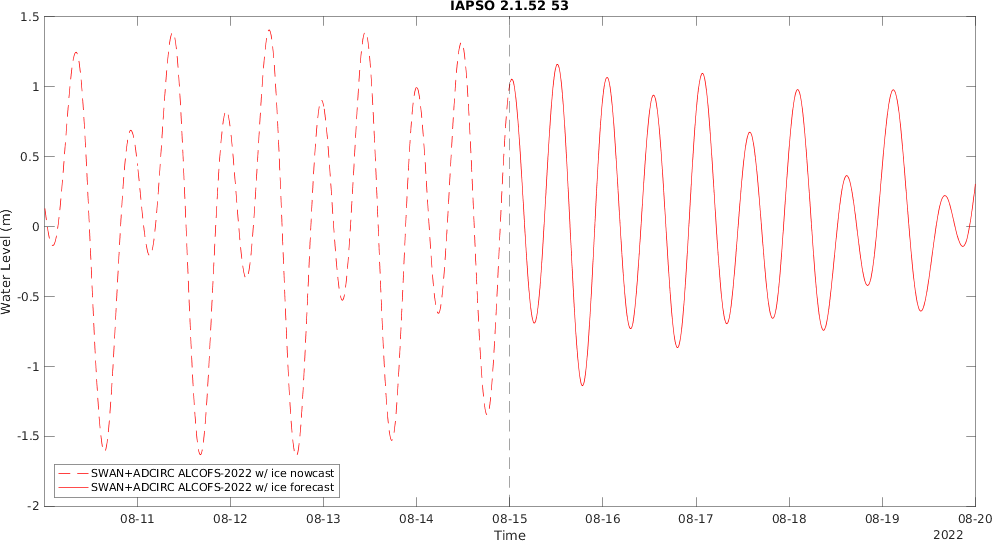 IAPSO 2.1.52 53
1.5
1
0.5
0
-0.5
-1
-1.5
-2
Water Level (m)
SWAN+ADCIRC ALCOFS-2022 w/ ice nowcast
SWAN+ADCIRC ALCOFS-2022 w/ ice forecast
08-11 08-12 08-13 08-14 08-15 08-16 08-17 08-18 08-19 08-20
Time
2022